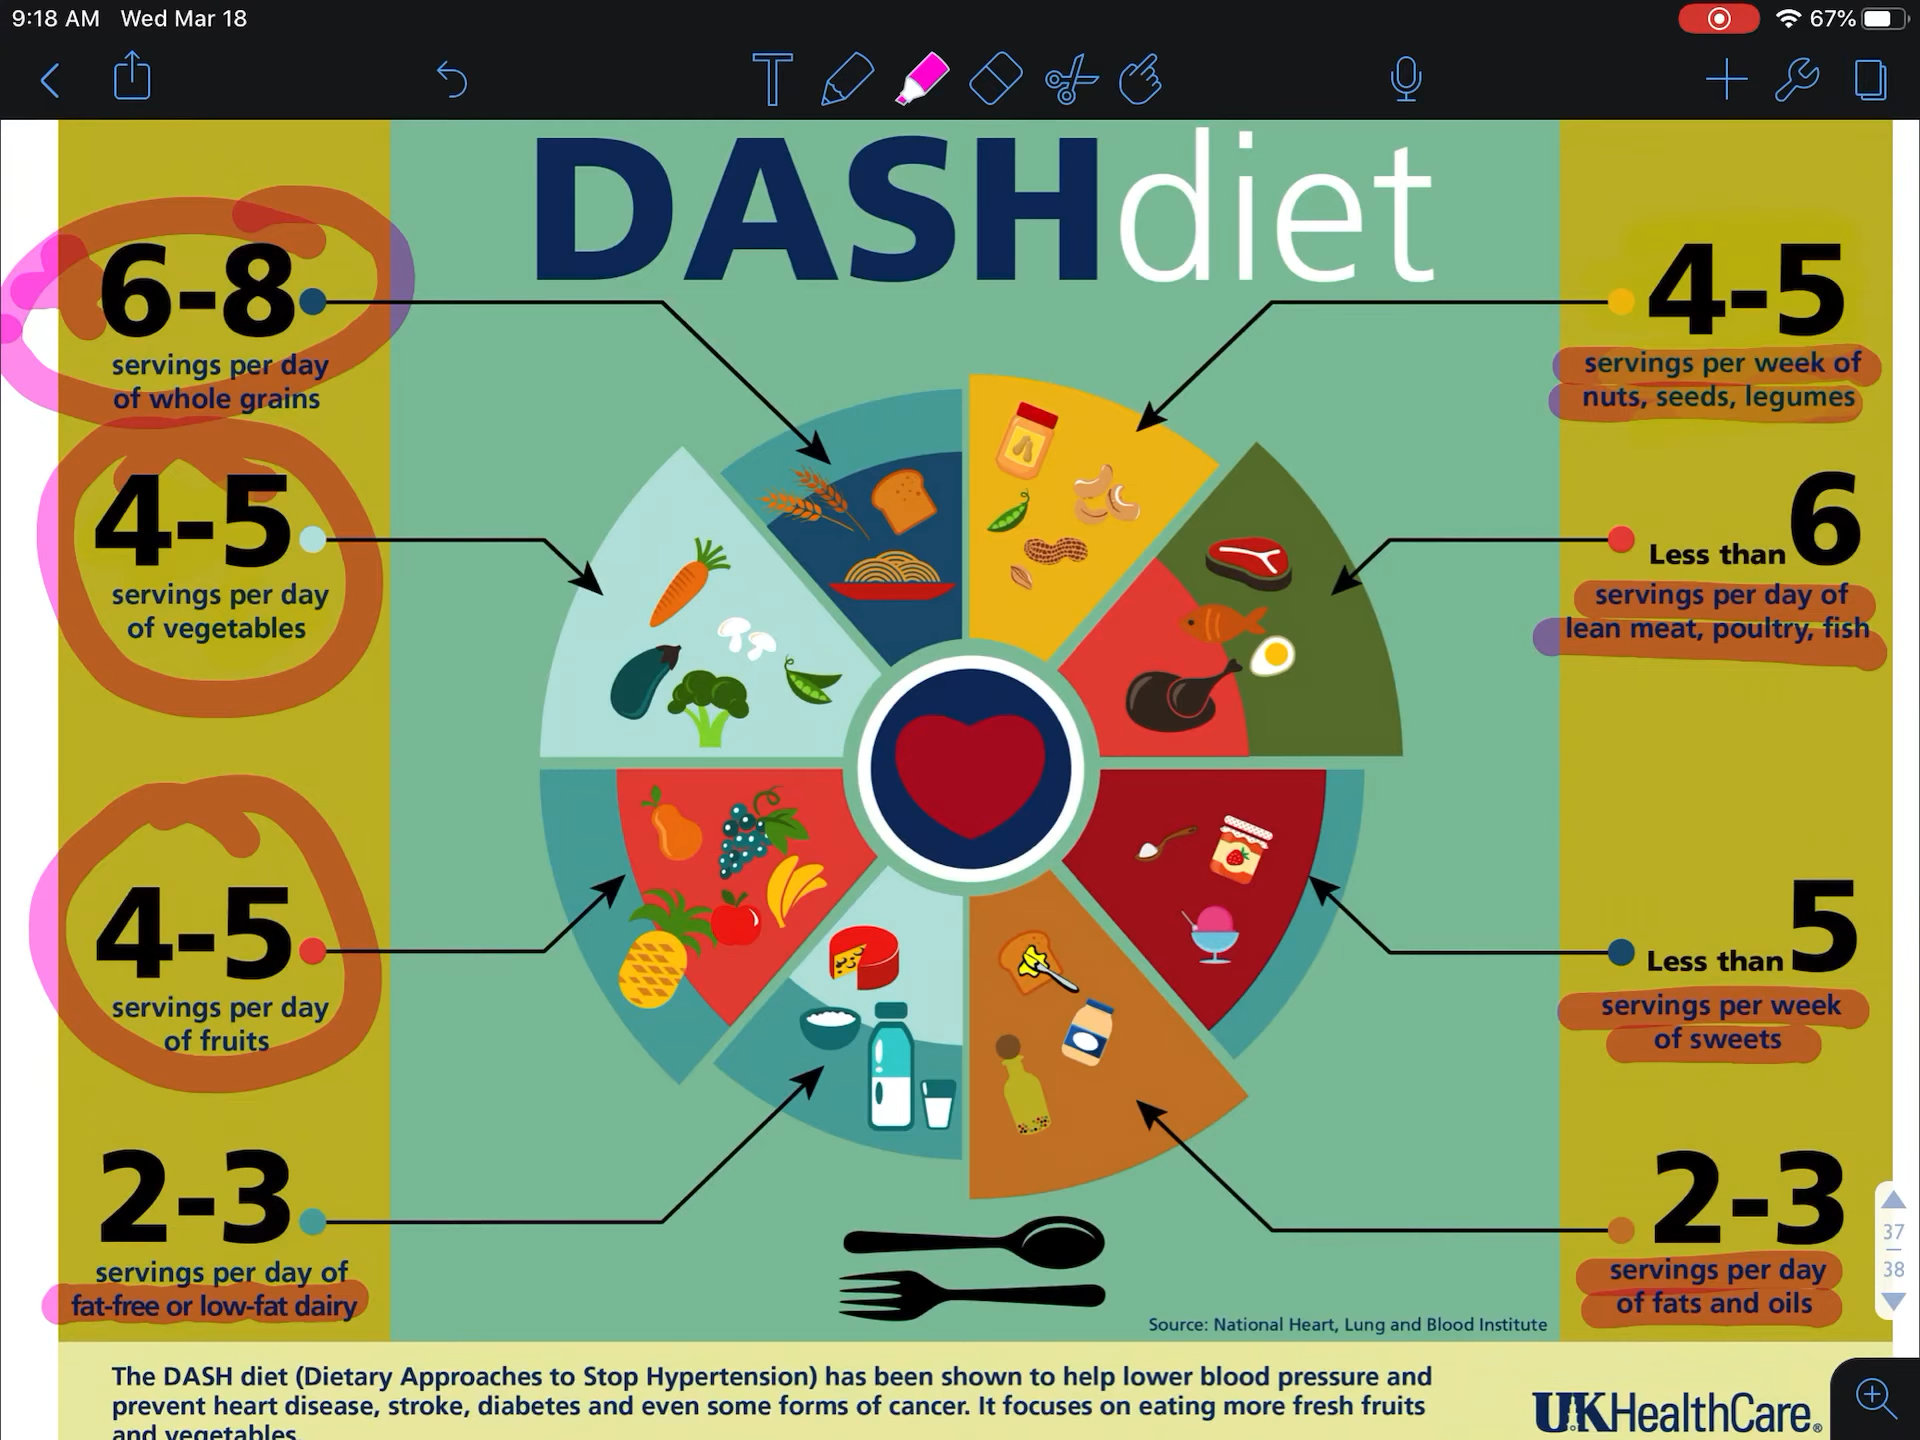 9:18 AM Wed Mar 18
67%
T
DASHdiet
6-8
servings per day
of whole grains
4-5
servings per day
of vegetables
4-5
servings per day
of fruits
2-3
servings per day of
fat-free or low-fat dairy
4-5
servings per week of
nuts, seeds, legumes
Less than 6
servings per day of
lean meat, poultry, fish
Less than 5
servings per week
of sweets
2-3
servings per day
of fats and oils
37
38
Source: National Heart, Lung and Blood Institute
The DASH diet (Dietary Approaches to Stop Hypertension) has been shown to help lower blood pressure and
prevent heart disease, stroke, diabetes and even some forms of cancer. It focuses on eating more fresh fruits
and vegetables.
UKHealthCare®